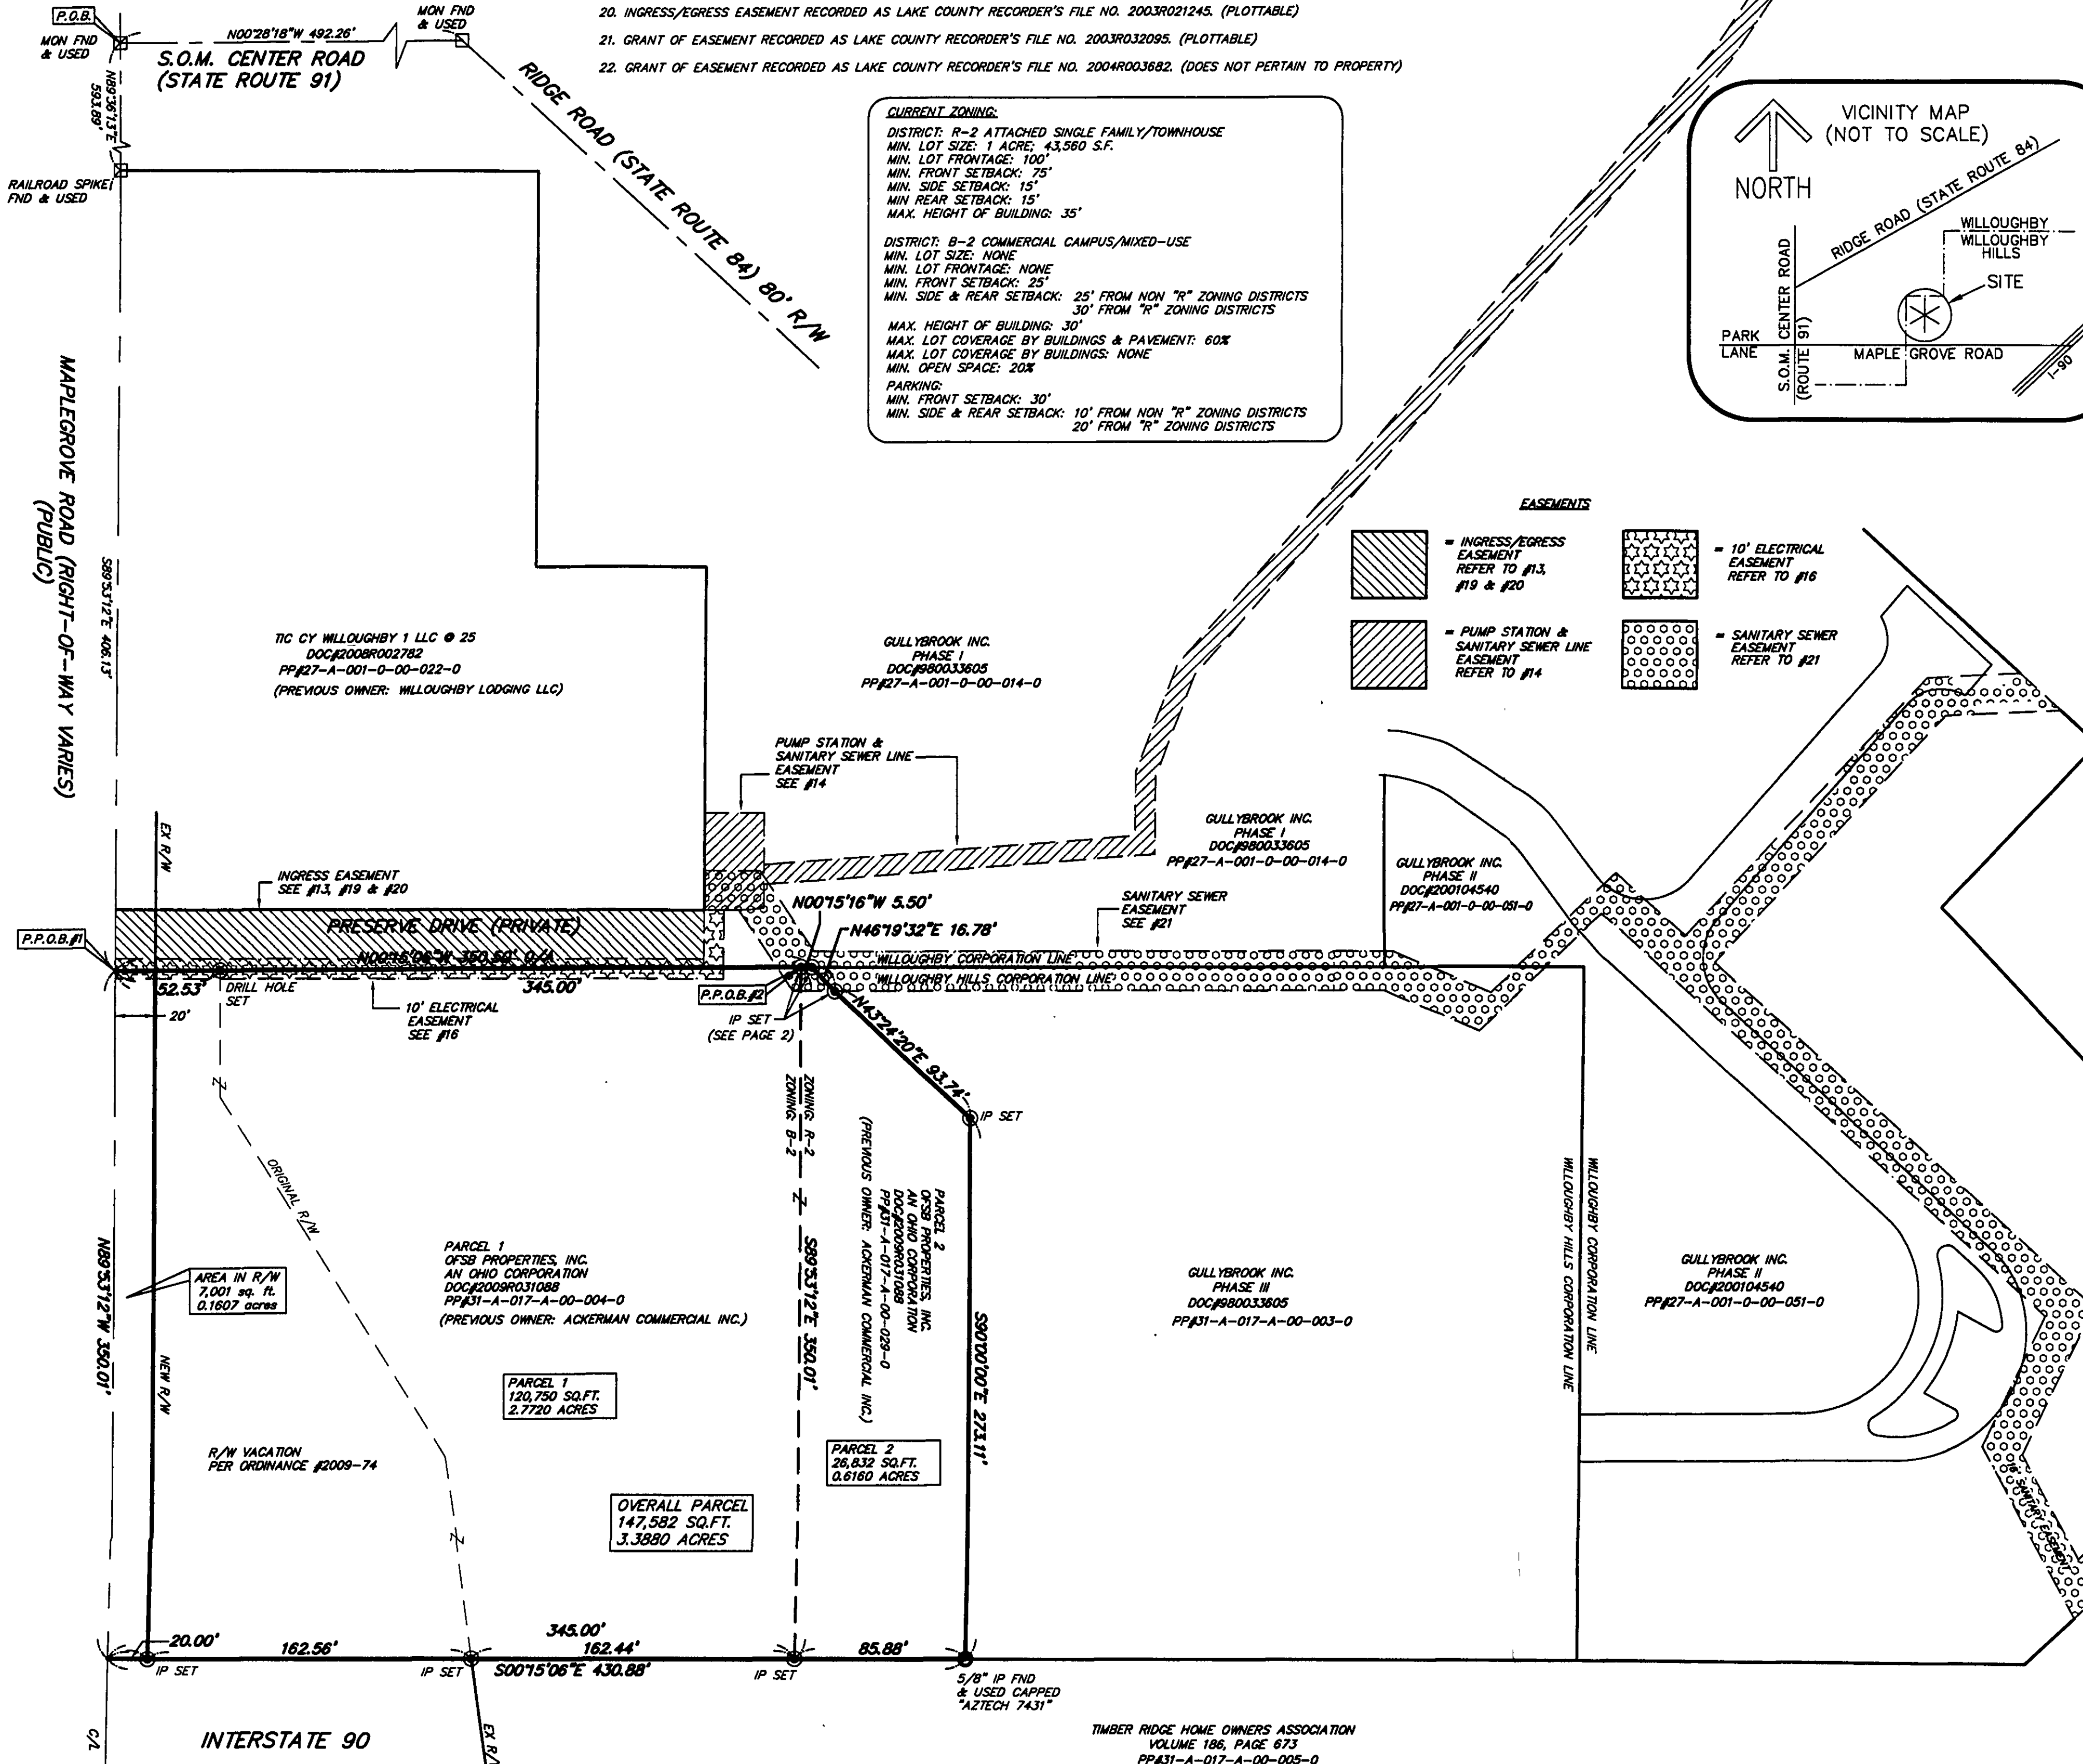 P.O.B.
MON FND
& USED
N00°28'18"W 492.26'
MON FND
& USED
S.O.M. CENTER ROAD
(STATE ROUTE 91)
N89°36'13"E
593.89'
RAILROAD SPIKE
FND & USED
RIDGE ROAD (STATE ROUTE 84) 80' R/W
20. INGRESS/EGRESS EASEMENT RECORDED AS LAKE COUNTY RECORDER'S FILE NO. 2003R021245. (PLOTTABLE)
21. GRANT OF EASEMENT RECORDED AS LAKE COUNTY RECORDER'S FILE NO. 2003R032095. (PLOTTABLE)
22. GRANT OF EASEMENT RECORDED AS LAKE COUNTY RECORDER'S FILE NO. 2004R003682. (DOES NOT PERTAIN TO PROPERTY)
CURRENT ZONING:
DISTRICT: R-2 ATTACHED SINGLE FAMILY/TOWNHOUSE
MIN. LOT SIZE: 1 ACRE; 43,560 S.F.
MIN. LOT FRONTAGE: 100'
MIN. FRONT SETBACK: 75'
MIN. SIDE SETBACK: 15'
MIN REAR SETBACK: 15'
MAX. HEIGHT OF BUILDING: 35'
DISTRICT: B-2 COMMERCIAL CAMPUS/MIXED-USE
MIN. LOT SIZE: NONE
MIN. LOT FRONTAGE: NONE
MIN. FRONT SETBACK: 25'
MIN. SIDE & REAR SETBACK: 25' FROM NON "R" ZONING DISTRICTS
30' FROM "R" ZONING DISTRICTS
MAX. HEIGHT OF BUILDING: 30'
MAX. LOT COVERAGE BY BUILDINGS & PAVEMENT: 60%
MAX. LOT COVERAGE BY BUILDINGS: NONE
MIN. OPEN SPACE: 20%
PARKING:
MIN. FRONT SETBACK: 30'
MIN. SIDE & REAR SETBACK: 10' FROM NON "R" ZONING DISTRICTS
20' FROM "R" ZONING DISTRICTS
VICINITY MAP
(NOT TO SCALE)
NORTH
RIDGE ROAD (STATE ROUTE 84)
WILLOUGHBY
WILLOUGHBY
HILLS
SITE
S.O.M. CENTER ROAD
(ROUTE 91)
PARK
LANE
MAPLE GROVE ROAD
I-90
EASEMENTS
= INGRESS/EGRESS
EASEMENT
REFER TO #13,
#19 & #20
= 10' ELECTRICAL
EASEMENT
REFER TO #16
= PUMP STATION &
SANITARY SEWER LINE
EASEMENT
REFER TO #14
= SANITARY SEWER
EASEMENT
REFER TO #21
MAPLEGROVE ROAD (RIGHT-OF-WAY VARIES)
(PUBLIC)
S89°53'12"E 406.13'
TIC CY WILLOUGHBY 1 LLC @ 25
DOC#2008R002782
PP#27-A-001-0-00-022-0
(PREVIOUS OWNER: WILLOUGHBY LODGING LLC)
GULLYBROOK INC.
PHASE I
DOC#980033605
PP#27-A-001-0-00-014-0
PUMP STATION &
SANITARY SEWER LINE
EASEMENT
SEE #14
GULLYBROOK INC.
PHASE I
DOC#980033605
PP#27-A-001-0-00-014-0
GULLYBROOK INC.
PHASE II
DOC#200104540
PP#27-A-001-0-00-051-0
EX R/W
INGRESS EASEMENT
SEE #13, #19 & #20
PRESERVE DRIVE (PRIVATE)
N00°15'06"W 350.50' O/A
N00°15'16"W 5.50'
N46°19'32"E 16.78'
SANITARY SEWER
EASEMENT
SEE #21
P.P.O.B.#1
WILLOUGHBY CORPORATION LINE
WILLOUGHBY HILLS CORPORATION LINE
52.53'
DRILL HOLE
SET
345.00'
P.P.O.B.#2
20'
10' ELECTRICAL
EASEMENT
SEE #16
IP SET
(SEE PAGE 2)
N43°24'20"E 93.74'
IP SET
ZONING: R-2
ZONING: B-2
ORIGINAL R/W
S89°53'12"E 350.01'
PARCEL 2
OFSB PROPERTIES, INC.
AN OHIO CORPORATION
DOC#2009R031088
PP#31-A-017-A-00-029-0
(PREVIOUS OWNER: ACKERMAN COMMERCIAL INC.)
S90°00'00"E 273.11'
N89°53'12"W 350.01'
AREA IN R/W
7,001 sq. ft.
0.1607 acres
PARCEL 1
OFSB PROPERTIES, INC.
AN OHIO CORPORATION
DOC#2009R031088
PP#31-A-017-A-00-004-0
(PREVIOUS OWNER: ACKERMAN COMMERCIAL INC.)
GULLYBROOK INC.
PHASE III
DOC#980033605
PP#31-A-017-A-00-003-0
WILLOUGHBY CORPORATION LINE
WILLOUGHBY HILLS CORPORATION LINE
GULLYBROOK INC.
PHASE II
DOC#200104540
PP#27-A-001-0-00-051-0
NEW R/W
PARCEL 1
120,750 SQ.FT.
2.7720 ACRES
R/W VACATION
PER ORDINANCE #2009-74
PARCEL 2
26,832 SQ.FT.
0.6160 ACRES
OVERALL PARCEL
147,582 SQ.FT.
3.3880 ACRES
SANITARY EASEMENT
20.00'
162.56'
345.00'
162.44'
85.88'
IP SET
IP SET
S00°15'06"E 430.88'
IP SET
5/8" IP FND
& USED CAPPED
"AZTECH 7431"
C/L
INTERSTATE 90
EX R/W
TIMBER RIDGE HOME OWNERS ASSOCIATION
VOLUME 186, PAGE 673
PP#31-A-017-A-00-005-0